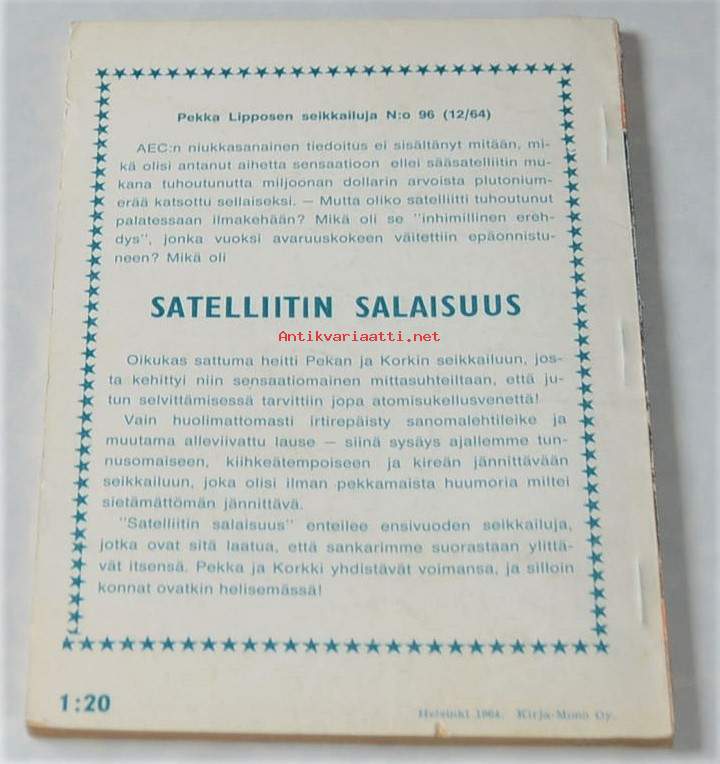 Pekka Lipposen seikkailuja N:o 96 (12/64)
AEC:n niukkasanainen tiedoitus ei sisältänyt mitään, mi-
kä olisi antanut aihetta sensaatioon ellei sääsatelliitin mu-
kana tuhoutunutta miljoonan dollarin arvoista plutonium-
erää katsottu sellaiseksi. — Mutta oliko satelliitti tuhoutunut
palatessaan ilmakehään? Mikä oli se "inhimillinen ereh-
dys", jonka vuoksi avaruuskokeen väitettiin epäonnistu-
neen? Mikä oli
SATELLIITIN SALAISUUS
Antikvariaatti.net
Oikukas sattuma heitti Pekan ja Korkin seikkailuun, jos-
ta kehittyi niin sensaatiomainen mittasuhteiltaan, että ju-
tun selvittämisessä tarvittiin jopa atomisukellusvenettä!
Vain huolimattomasti irtirepäisty sanomalehtileike ja
muutama alleviivattu lause — siinä sysäys ajallemme tun-
nusomaiseen, kiihkeätempoiseen ja kireän jännittävään
seikkailuun, joka olisi ilman pekkamaista huumoria miltei
sietämättömän jännittävä.
"Satelliitin salaisuus" enteilee ensivuoden seikkailuja,
jotka ovat sitä laatua, että sankarimme suorastaan ylittä-
vät itsensä. Pekka ja Korkki yhdistävät voimansa, ja silloin
konnat ovatkin helisemässä!
1:20
Helsinki 1964. Kirja-Mono Oy.